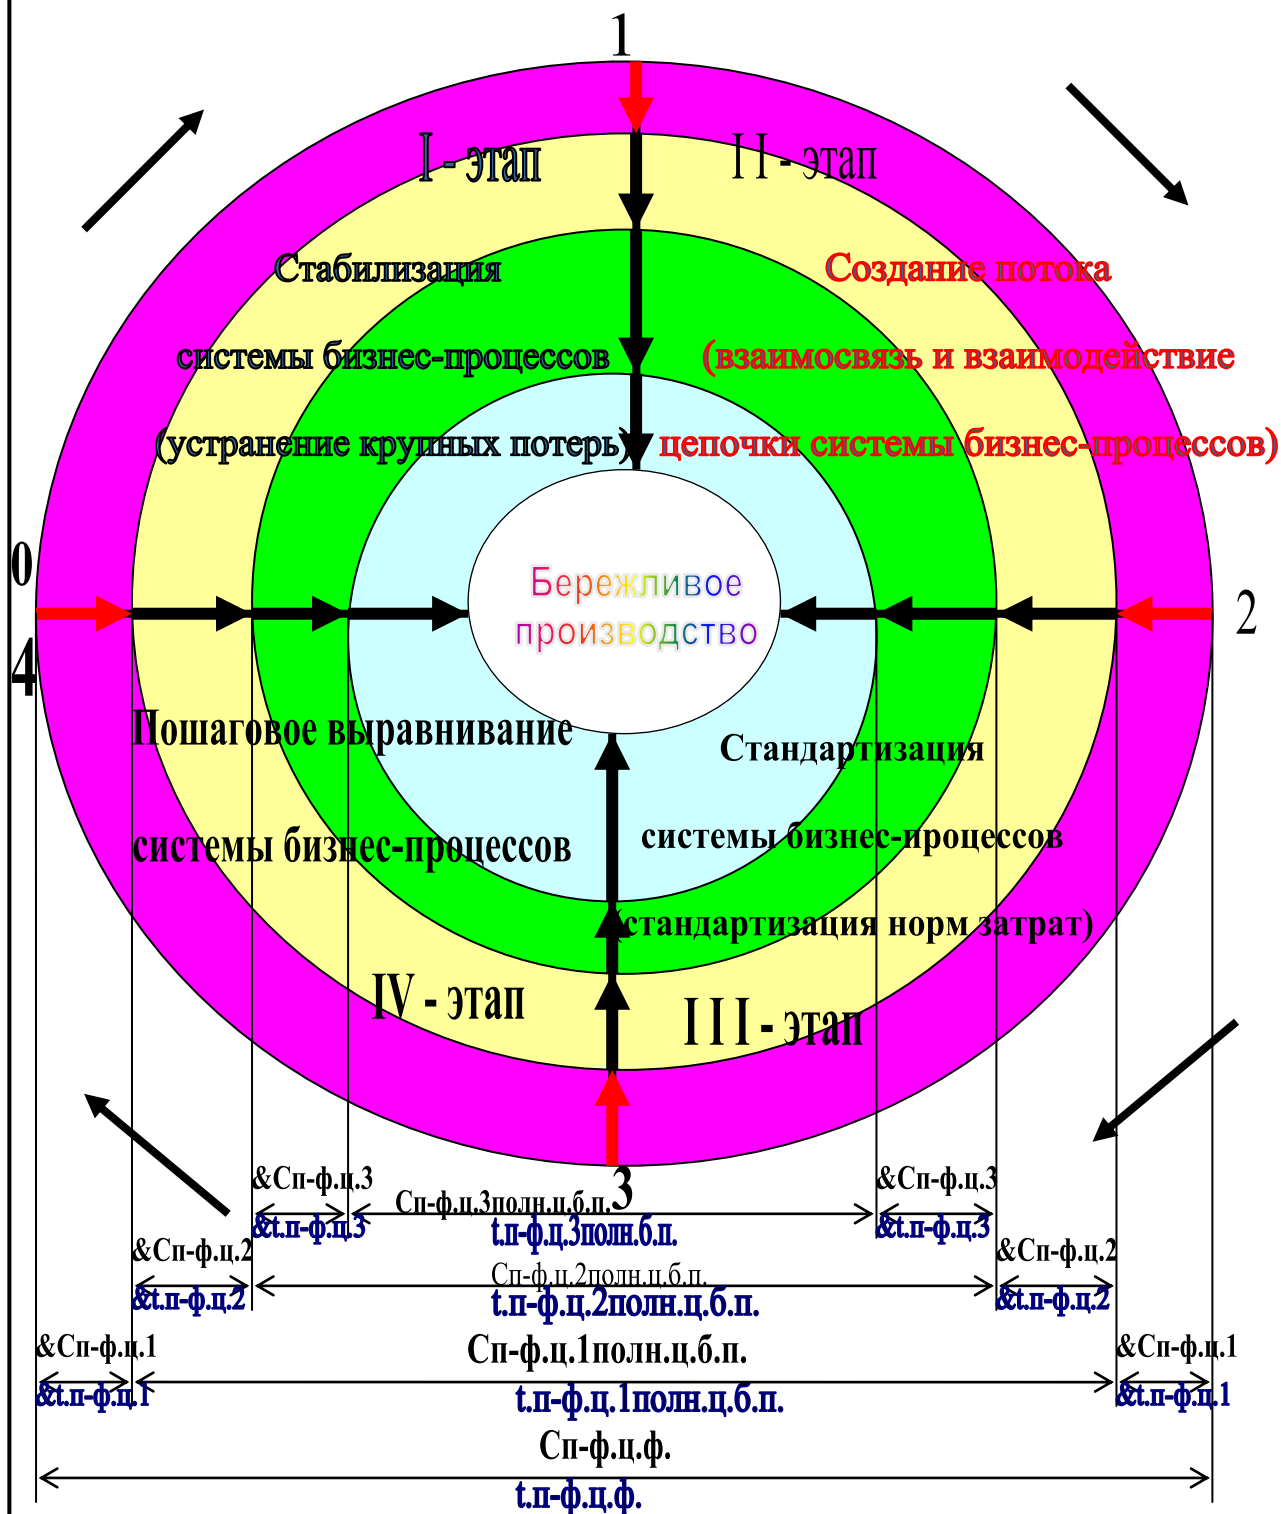 1
I - этап
I I - этап
Стабилизация
Создание потока
системы бизнес-процессов
(взаимосвязь и взаимодействие
(устранение крупных потерь)
цепочки системы бизнес-процессов)
0
Бережливое
2
производство
4
Пошаговое выравнивание
Стандартизация
системы бизнес-процессов
системы бизнес-процессов
(стандартизация норм затрат)
IV - этап
I I I - этап
3
&Сп-ф.ц.3
Сп-ф.ц.3полн.ц.б.п.
&Сп-ф.ц.3
&t.п-ф.ц.3
t.п-ф.ц.3полн.б.п.
&t.п-ф.ц.3
&Сп-ф.ц.2
Сп-ф.ц.2полн.ц.б.п.
&Сп-ф.ц.2
&t.п-ф.ц.2
t.п-ф.ц.2полн.ц.б.п.
&t.п-ф.ц.2
&Сп-ф.ц.1
Сп-ф.ц.1полн.ц.б.п.
&Сп-ф.ц.1
&t.п-ф.ц.1
t.п-ф.ц.1полн.ц.б.п.
&t.п-ф.ц.1
Сп-ф.ц.ф.
t.п-ф.ц.ф.